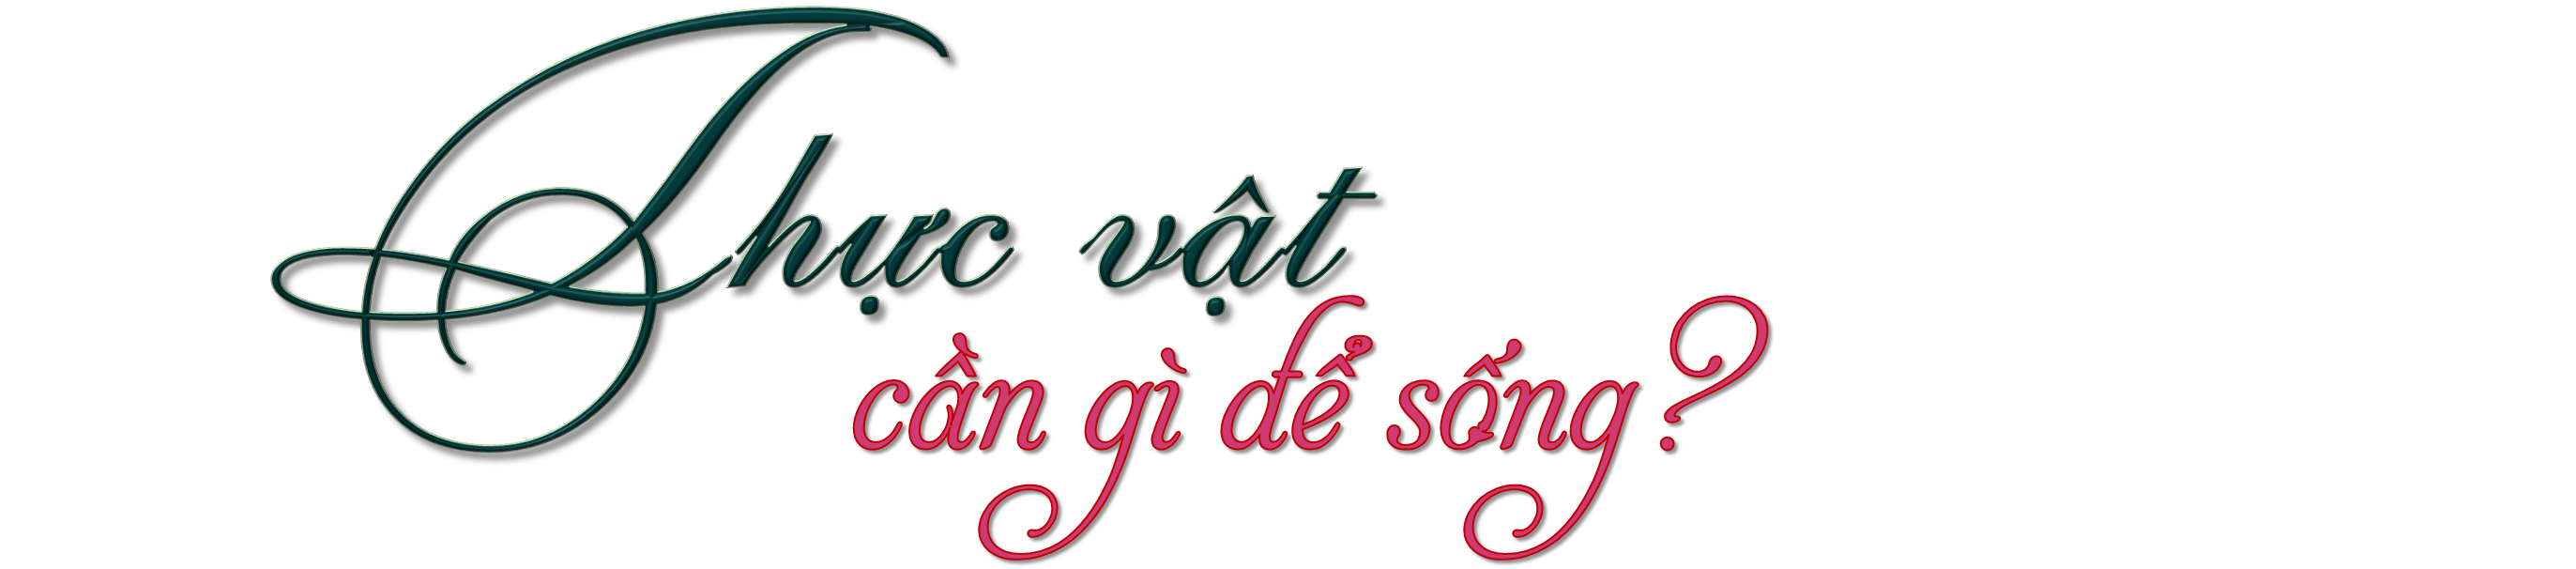 Thực vật
cần gì để sống?